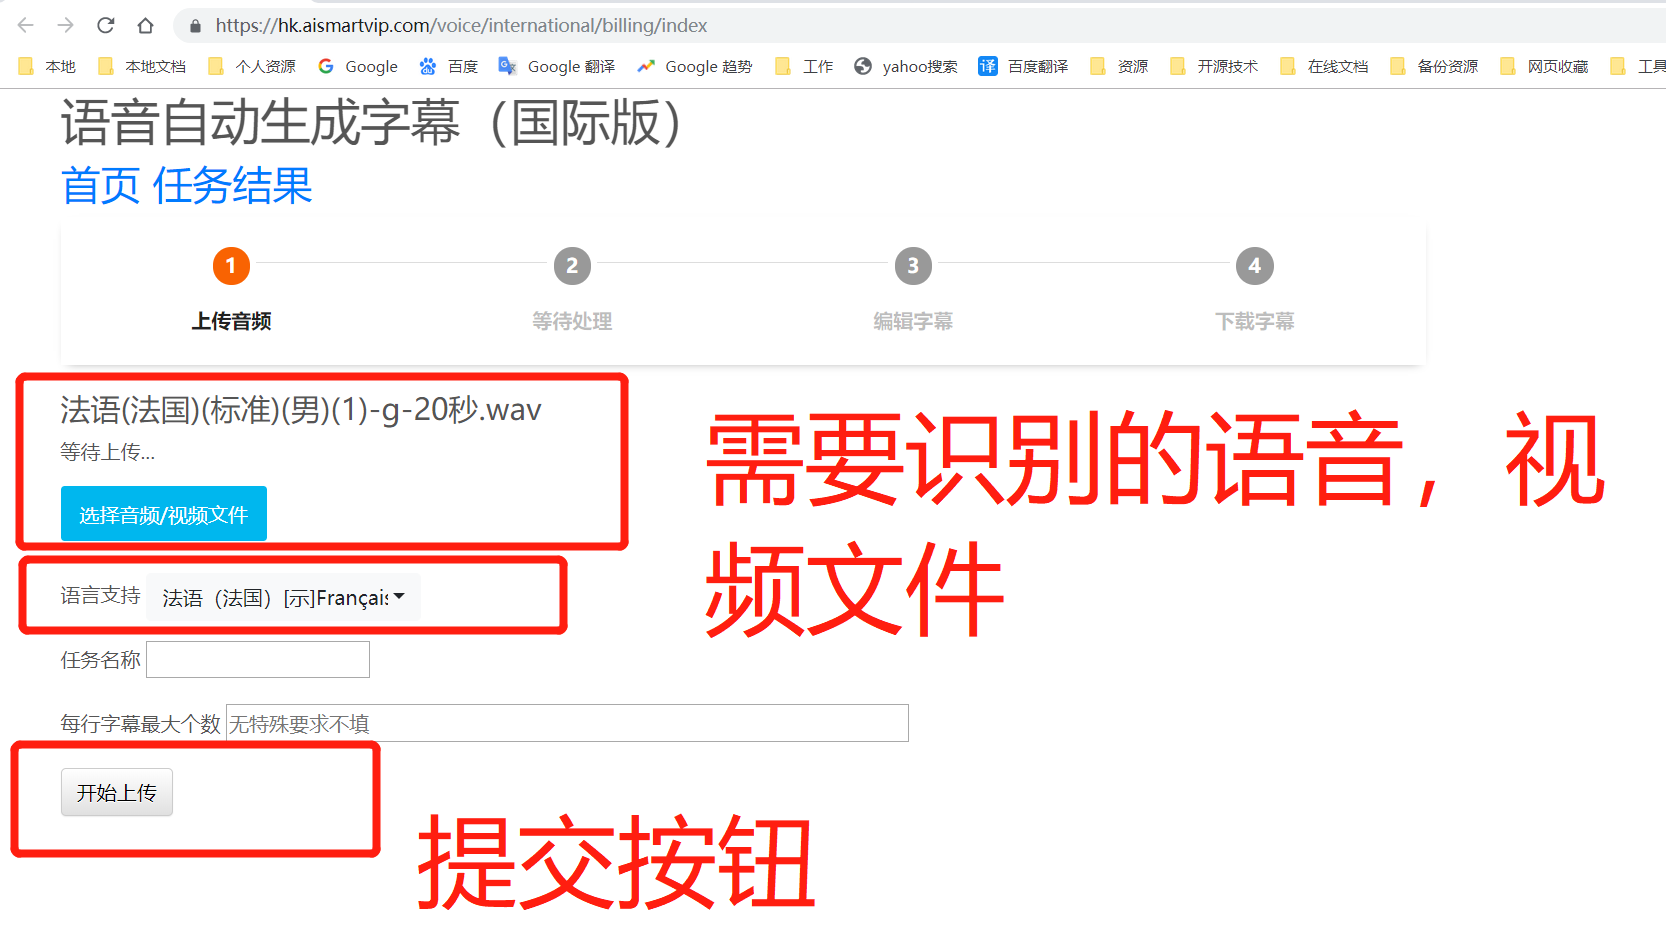 https://hk.aismartvip.com/voice/international/billing/index
本地 本地文档 个人资源 Google 百度 Google 翻译 Google 趋势 工作 yahoo搜索 译 百度翻译 资源 开源技术 在线文档 备份资源 网页收藏 工具
语音自动生成字幕（国际版）
首页 任务结果
1 2 3 4
上传音频 等待处理 编辑字幕 下载字幕
法语(法国)(标准)(男)(1)-g-20秒.wav
等待上传...
选择音频/视频文件
需要识别的语音，视
频文件
语言支持 法语（法国）[示]Français
任务名称
每行字幕最大个数 无特殊要求不填
开始上传
提交按钮